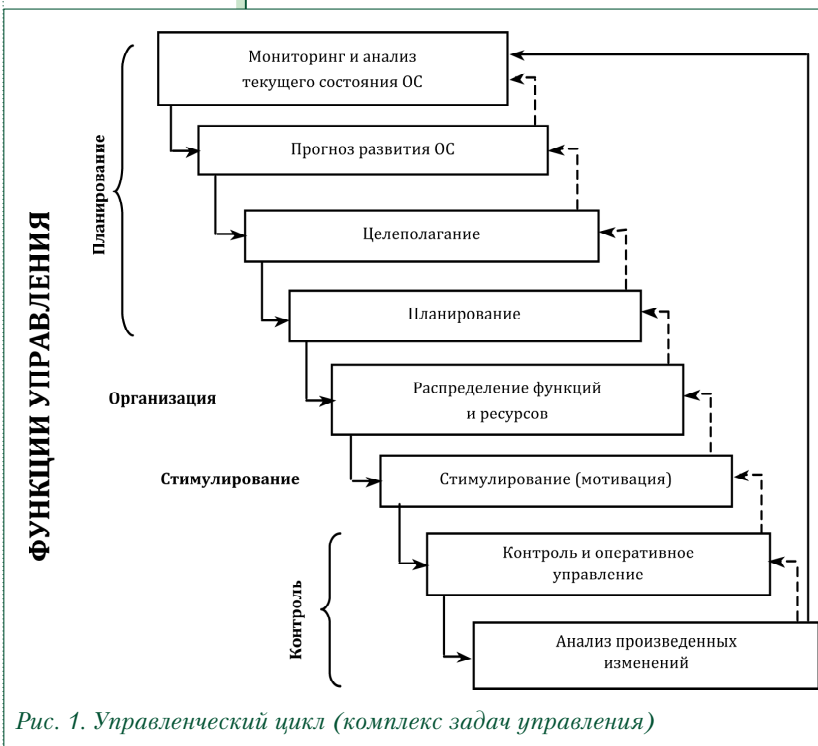 ФУНКЦИИ УПРАВЛЕНИЯ
Планирование
Мониторинг и анализ
текущего состояния ОС
Прогноз развития ОС
Целеполагание
Планирование
Организация
Распределение функций
и ресурсов
Стимулирование
Стимулирование (мотивация)
Контроль
Контроль и оперативное
управление
Анализ произведенных
изменений
Рис. 1. Управленческий цикл (комплекс задач управления)